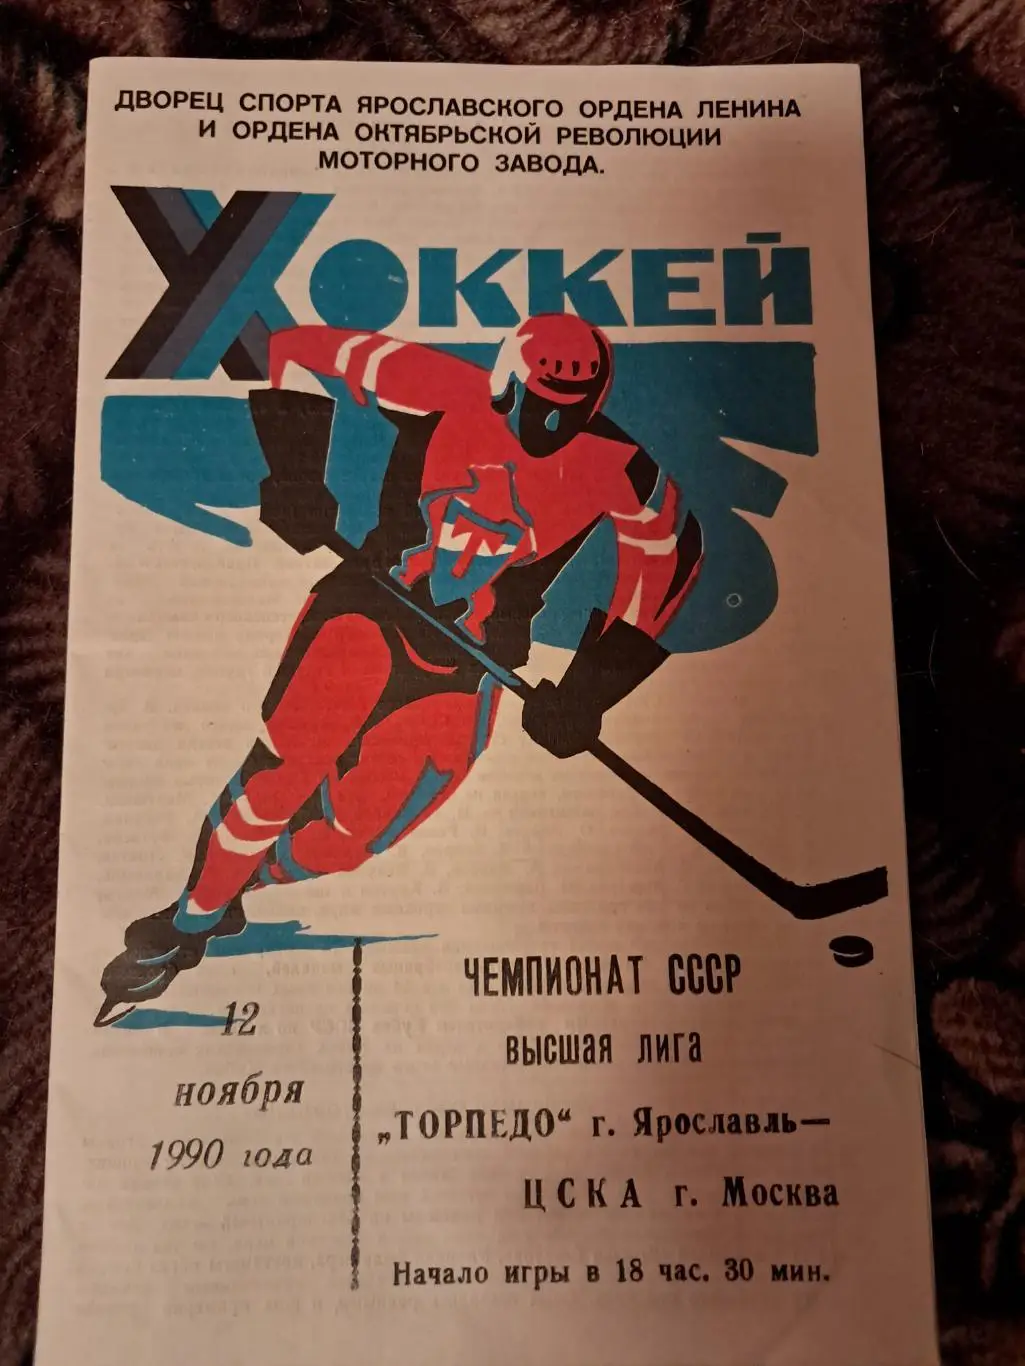 ДВОРЕЦ СПОРТА ЯРОСЛАВСКОГО ОРДЕНА ЛЕНИНА
И ОРДЕНА ОКТЯБРЬСКОЙ РЕВОЛЮЦИИ
МОТОРНОГО ЗАВОДА.
ХОККЕЙ
Т
12
ноября
1990 года
ЧЕМПИОНАТ СССР
ВЫСШАЯ ЛИГА
„ТОРПЕДО“ г. Ярославль—
ЦСКА г. Москва
Начало игры в 18 час. 30 мин.